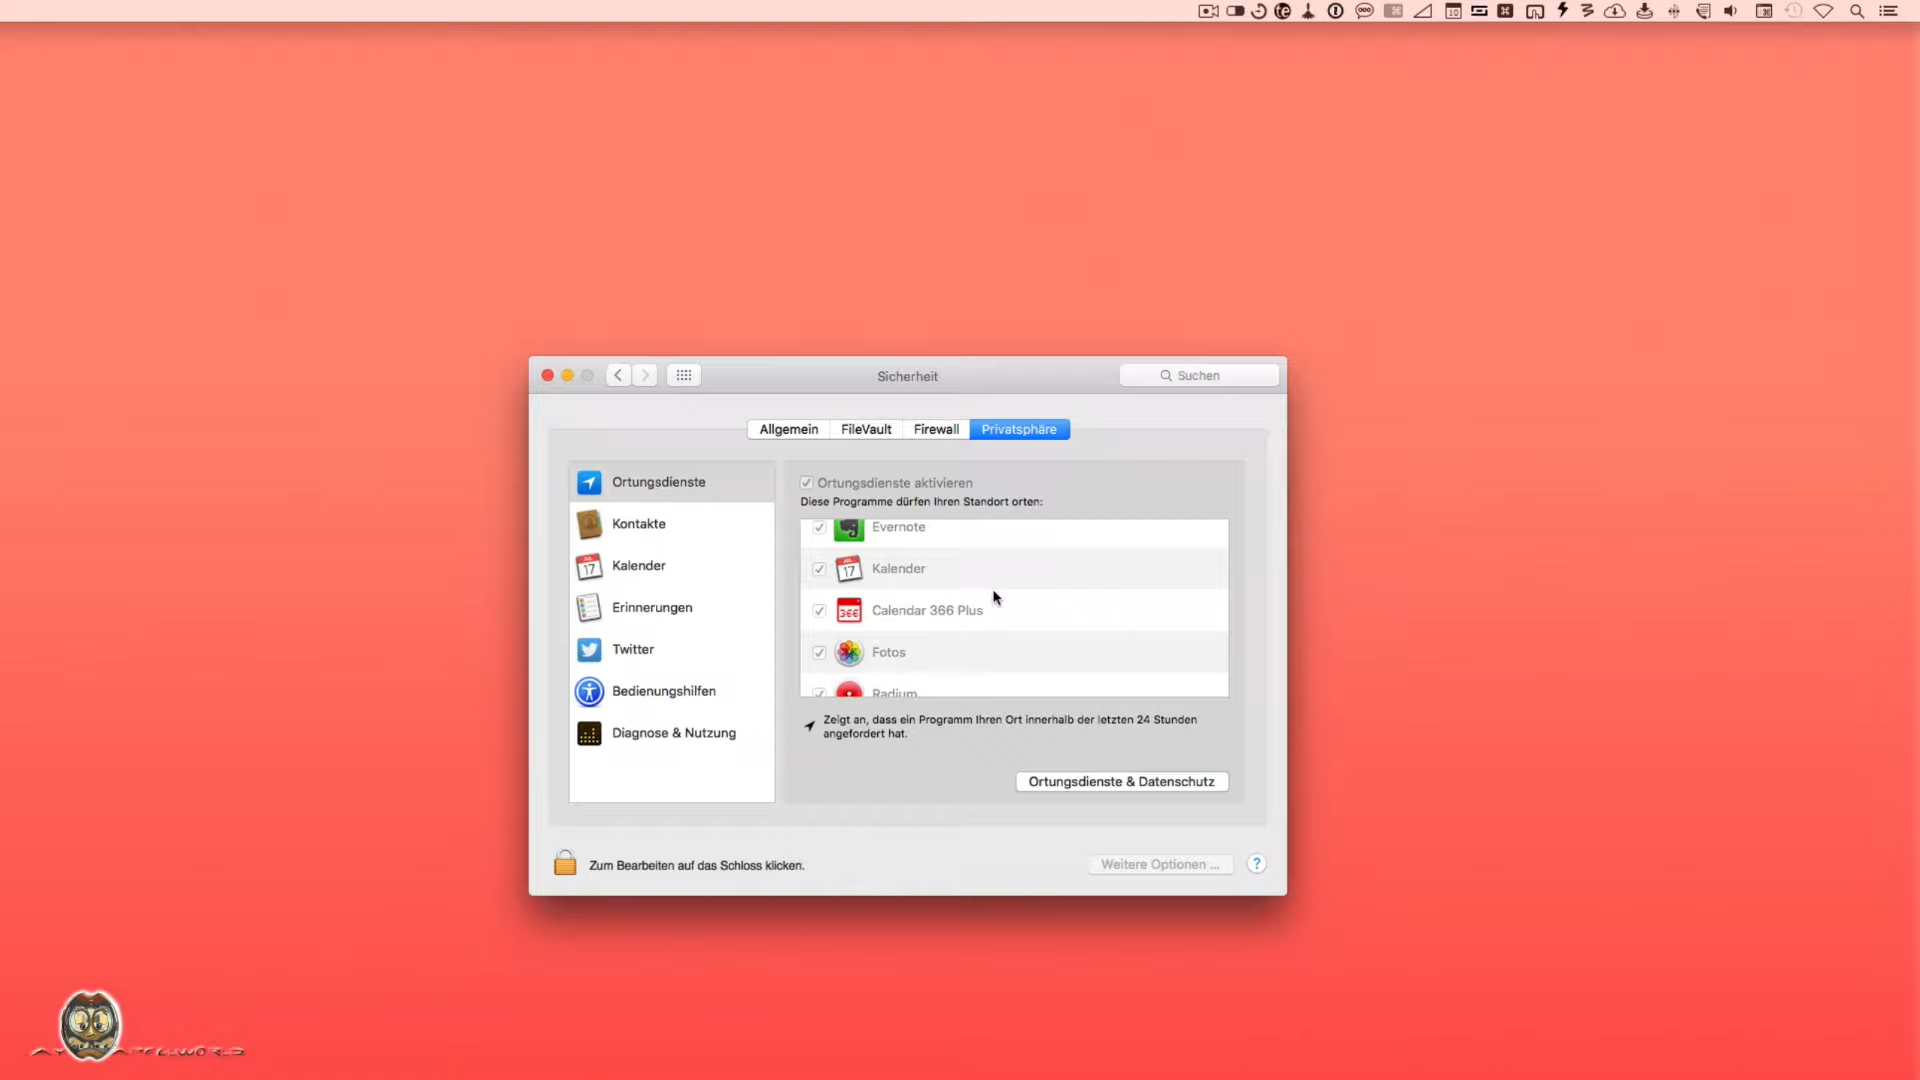 Sicherheit
Suchen
Allgemein
FileVault
Firewall
Privatsphäre
Ortungsdienste
Kontakte
Kalender
Erinnerungen
Twitter
Bedienungshilfen
Diagnose & Nutzung
Ortungsdienste aktivieren
Diese Programme dürfen Ihren Standort orten:
Evernote
Kalender
Calendar 366 Plus
Fotos
Radium
Zeigt an, dass ein Programm Ihren Ort innerhalb der letzten 24 Stunden
angefordert hat.
Ortungsdienste & Datenschutz
Zum Bearbeiten auf das Schloss klicken.
Weitere Optionen ...
?